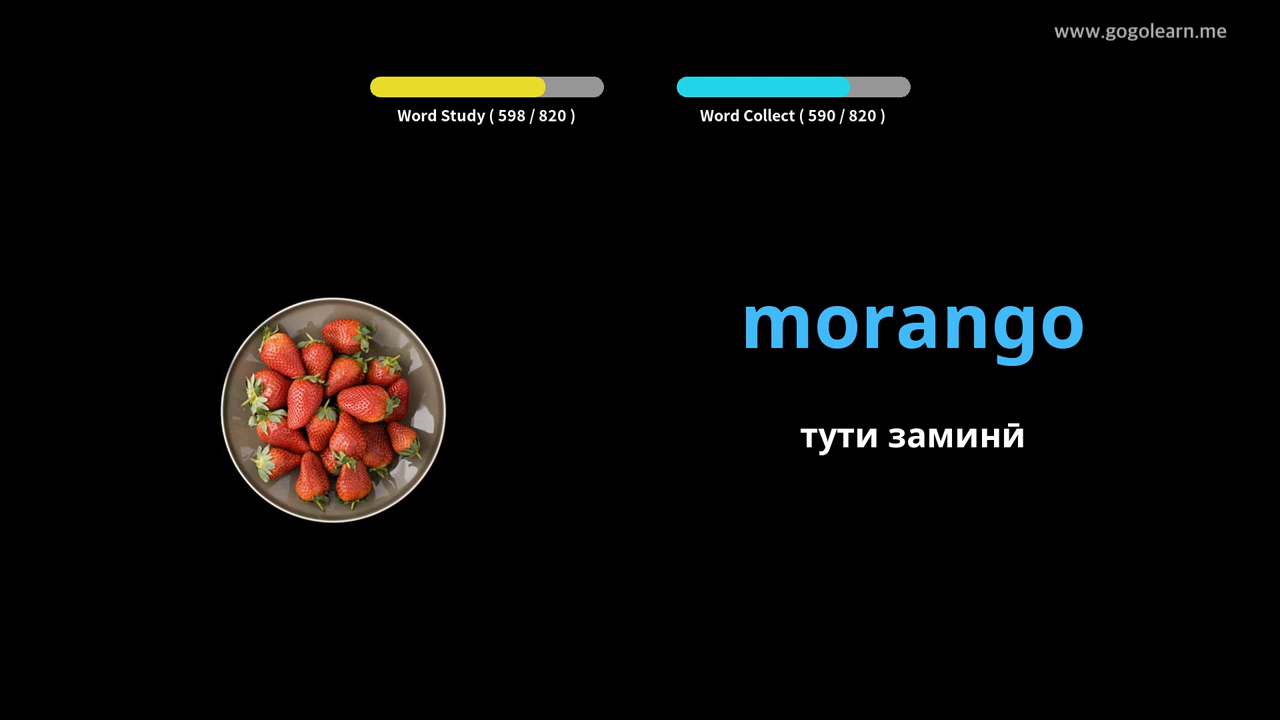 www.gogolearn.me
Word Study ( 598 / 820 )
Word Collect ( 590 / 820 )
morango
тути заминӣ